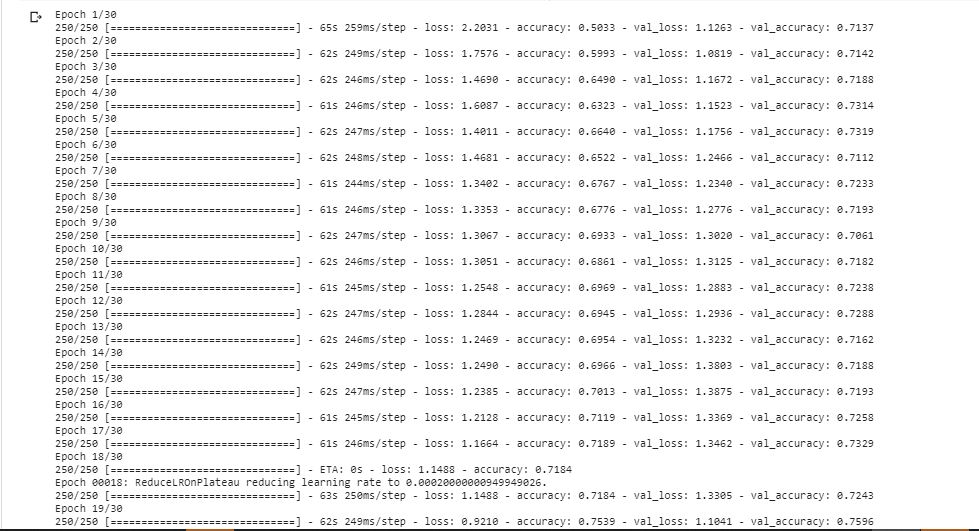 Epoch 1/30
250/250 [==============================] - 65s 259ms/step - loss: 2.2031 - accuracy: 0.5033 - val_loss: 1.1263 - val_accuracy: 0.7137
Epoch 2/30
250/250 [==============================] - 62s 249ms/step - loss: 1.7576 - accuracy: 0.5993 - val_loss: 1.0819 - val_accuracy: 0.7142
Epoch 3/30
250/250 [==============================] - 62s 246ms/step - loss: 1.4690 - accuracy: 0.6490 - val_loss: 1.1672 - val_accuracy: 0.7188
Epoch 4/30
250/250 [==============================] - 61s 246ms/step - loss: 1.6087 - accuracy: 0.6323 - val_loss: 1.1523 - val_accuracy: 0.7314
Epoch 5/30
250/250 [==============================] - 62s 247ms/step - loss: 1.4011 - accuracy: 0.6640 - val_loss: 1.1756 - val_accuracy: 0.7319
Epoch 6/30
250/250 [==============================] - 62s 248ms/step - loss: 1.4681 - accuracy: 0.6522 - val_loss: 1.2466 - val_accuracy: 0.7112
Epoch 7/30
250/250 [==============================] - 61s 244ms/step - loss: 1.3402 - accuracy: 0.6767 - val_loss: 1.2340 - val_accuracy: 0.7233
Epoch 8/30
250/250 [==============================] - 61s 246ms/step - loss: 1.3353 - accuracy: 0.6776 - val_loss: 1.2776 - val_accuracy: 0.7193
Epoch 9/30
250/250 [==============================] - 62s 247ms/step - loss: 1.3067 - accuracy: 0.6933 - val_loss: 1.3020 - val_accuracy: 0.7061
Epoch 10/30
250/250 [==============================] - 62s 246ms/step - loss: 1.3051 - accuracy: 0.6861 - val_loss: 1.3125 - val_accuracy: 0.7182
Epoch 11/30
250/250 [==============================] - 61s 245ms/step - loss: 1.2548 - accuracy: 0.6969 - val_loss: 1.2883 - val_accuracy: 0.7238
Epoch 12/30
250/250 [==============================] - 62s 247ms/step - loss: 1.2844 - accuracy: 0.6945 - val_loss: 1.2936 - val_accuracy: 0.7288
Epoch 13/30
250/250 [==============================] - 62s 246ms/step - loss: 1.2469 - accuracy: 0.6954 - val_loss: 1.3232 - val_accuracy: 0.7162
Epoch 14/30
250/250 [==============================] - 62s 249ms/step - loss: 1.2490 - accuracy: 0.6966 - val_loss: 1.3803 - val_accuracy: 0.7188
Epoch 15/30
250/250 [==============================] - 62s 247ms/step - loss: 1.2385 - accuracy: 0.7013 - val_loss: 1.3875 - val_accuracy: 0.7193
Epoch 16/30
250/250 [==============================] - 61s 245ms/step - loss: 1.2128 - accuracy: 0.7119 - val_loss: 1.3369 - val_accuracy: 0.7258
Epoch 17/30
250/250 [==============================] - 61s 246ms/step - loss: 1.1664 - accuracy: 0.7189 - val_loss: 1.3462 - val_accuracy: 0.7329
Epoch 18/30
250/250 [==============================] - ETA: 0s - loss: 1.1488 - accuracy: 0.7184
Epoch 00018: ReduceLROnPlateau reducing learning rate to 0.00020000000949949026.
250/250 [==============================] - 63s 250ms/step - loss: 1.1488 - accuracy: 0.7184 - val_loss: 1.3305 - val_accuracy: 0.7243
Epoch 19/30
250/250 [==============================] - 62s 249ms/step - loss: 0.9210 - accuracy: 0.7539 - val_loss: 1.1041 - val_accuracy: 0.7596